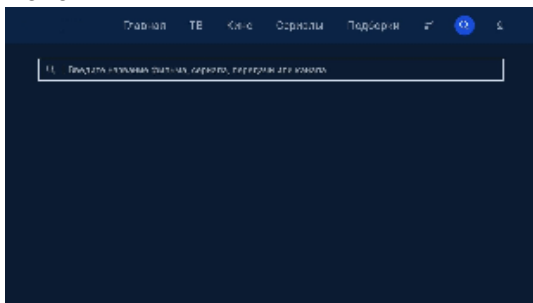 Главная ТВ Кино Сериалы Подборки
Введите название фильма, сериала, передачи или канала